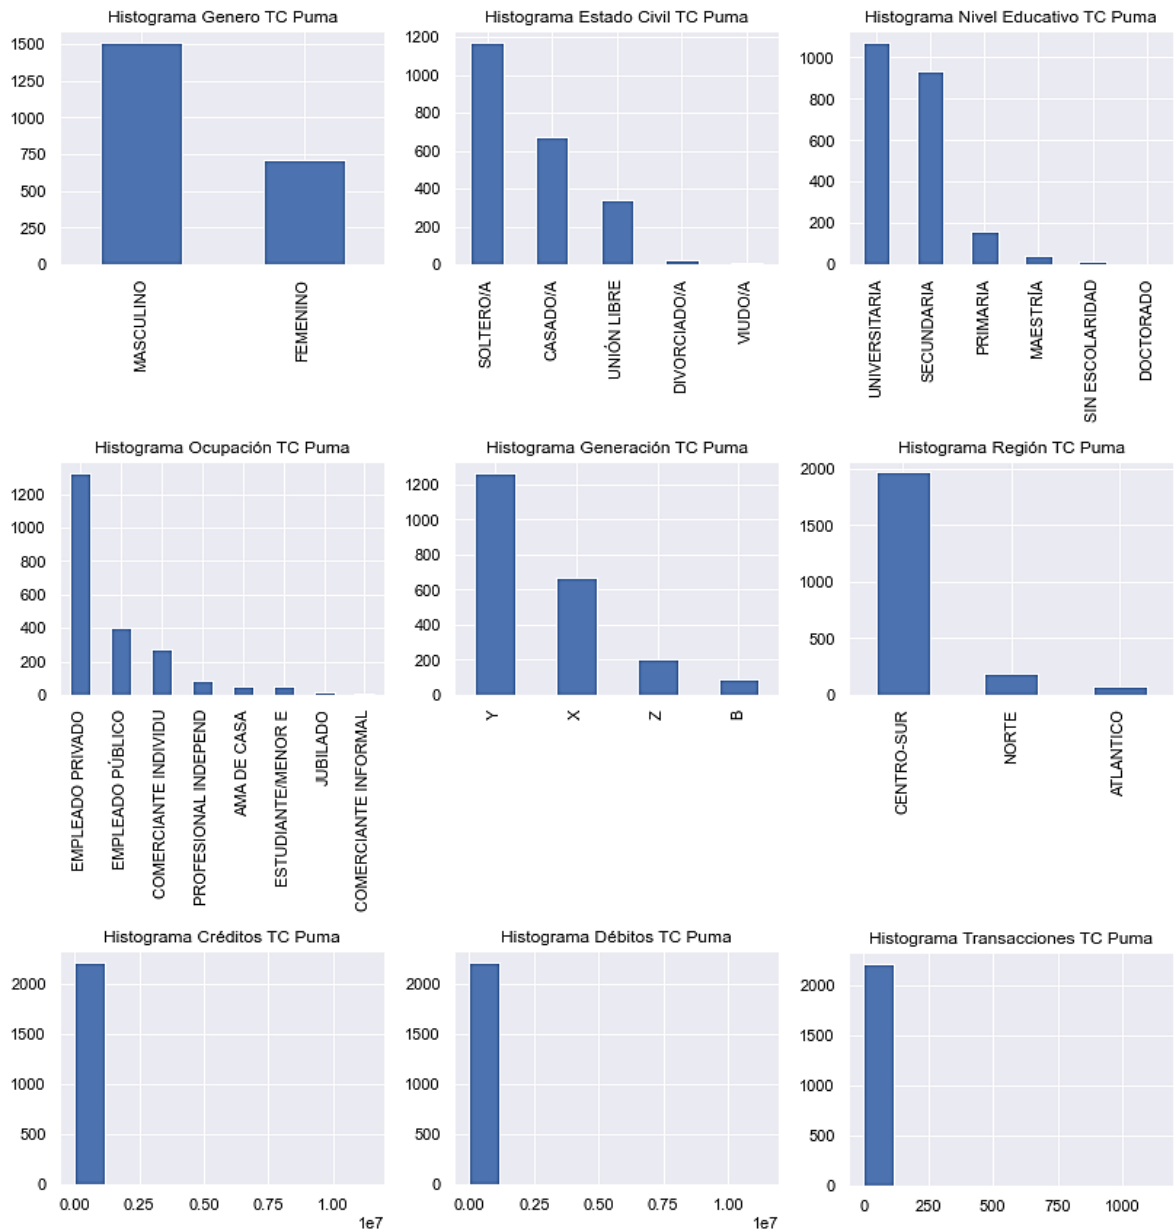 Histograma Genero TC Puma
1500
1250
1000
750
500
250
0
MASCULINO
FEMENINO
Histograma Estado Civil TC Puma
1200
1000
800
600
400
200
0
SOLTERO/A
CASADO/A
UNIÓN LIBRE
DIVORCIADO/A
VIUDO/A
Histograma Nivel Educativo TC Puma
1000
800
600
400
200
0
UNIVERSITARIA
SECUNDARIA
PRIMARIA
MAESTRÍA
SIN ESCOLARIDAD
DOCTORADO
Histograma Ocupación TC Puma
1200
1000
800
600
400
200
0
EMPLEADO PRIVADO
EMPLEADO PÚBLICO
COMERCIANTE INDIVIDU
PROFESIONAL INDEPEND
AMA DE CASA
ESTUDIANTE/MENOR E
JUBILADO
COMERCIANTE INFORMAL
Histograma Generación TC Puma
1200
1000
800
600
400
200
0
Y
X
Z
B
Histograma Región TC Puma
2000
1500
1000
500
0
CENTRO-SUR
NORTE
ATLANTICO
Histograma Créditos TC Puma
2000
1500
1000
500
0
0.00 0.25 0.50 0.75 1.00
1e7
Histograma Débitos TC Puma
2000
1500
1000
500
0
0.00 0.25 0.50 0.75 1.00
1e7
Histograma Transacciones TC Puma
2000
1500
1000
500
0
0 250 500 750 1000